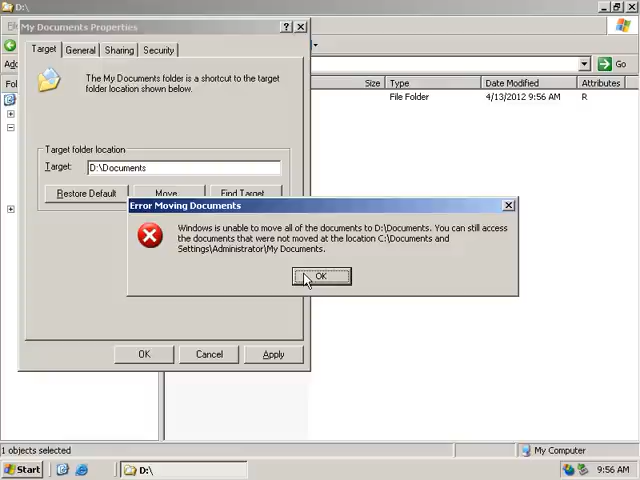 D:\
My Documents Properties
Target General Sharing Security
Go
The My Documents folder is a shortcut to the target
folder location shown below.
Size Type Date Modified Attributes
File Folder 4/13/2012 9:56 AM R
Target folder location
Target: D:\Documents
Restore Default Move... Find Target...
Error Moving Documents
Windows is unable to move all of the documents to D:\Documents. You can still access
the documents that were not moved at the location C:\Documents and
Settings\Administrator\My Documents.
OK
OK Cancel Apply
1 objects selected My Computer
Start D:\ 9:56 AM